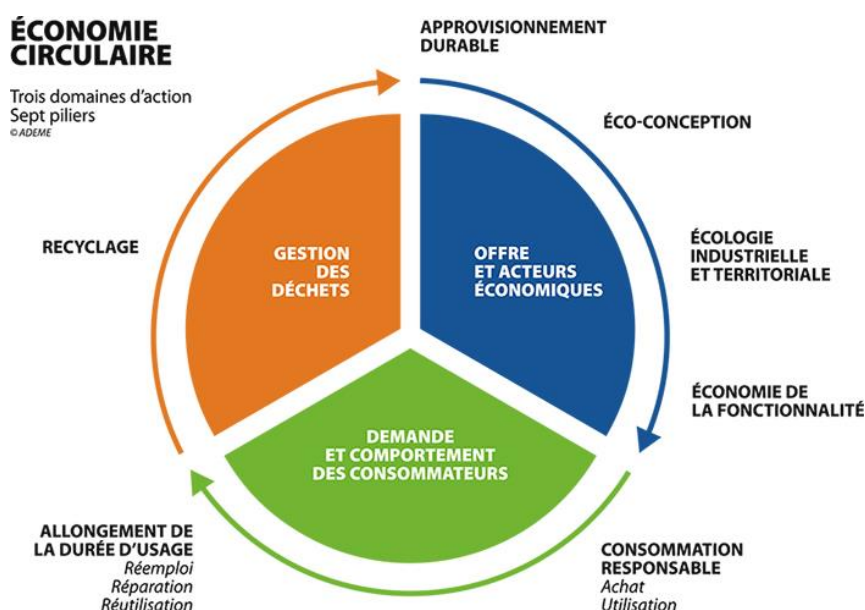 ÉCONOMIE
CIRCULAIRE
Trois domaines d'action
Sept piliers
© ADEME
APPROVISIONNEMENT
DURABLE
ÉCO-CONCEPTION
ÉCOLOGIE
INDUSTRIELLE
ET TERRITORIALE
ÉCONOMIE DE
LA FONCTIONNALITÉ
CONSOMMATION
RESPONSABLE
Achat
Utilisation
ALLONGEMENT DE
LA DURÉE D'USAGE
Réemploi
Réparation
Réutilisation
RECYCLAGE
GESTION
DES
DÉCHETS
OFFRE
ET ACTEURS
ÉCONOMIQUES
DEMANDE
ET COMPORTEMENT
DES CONSOMMATEURS